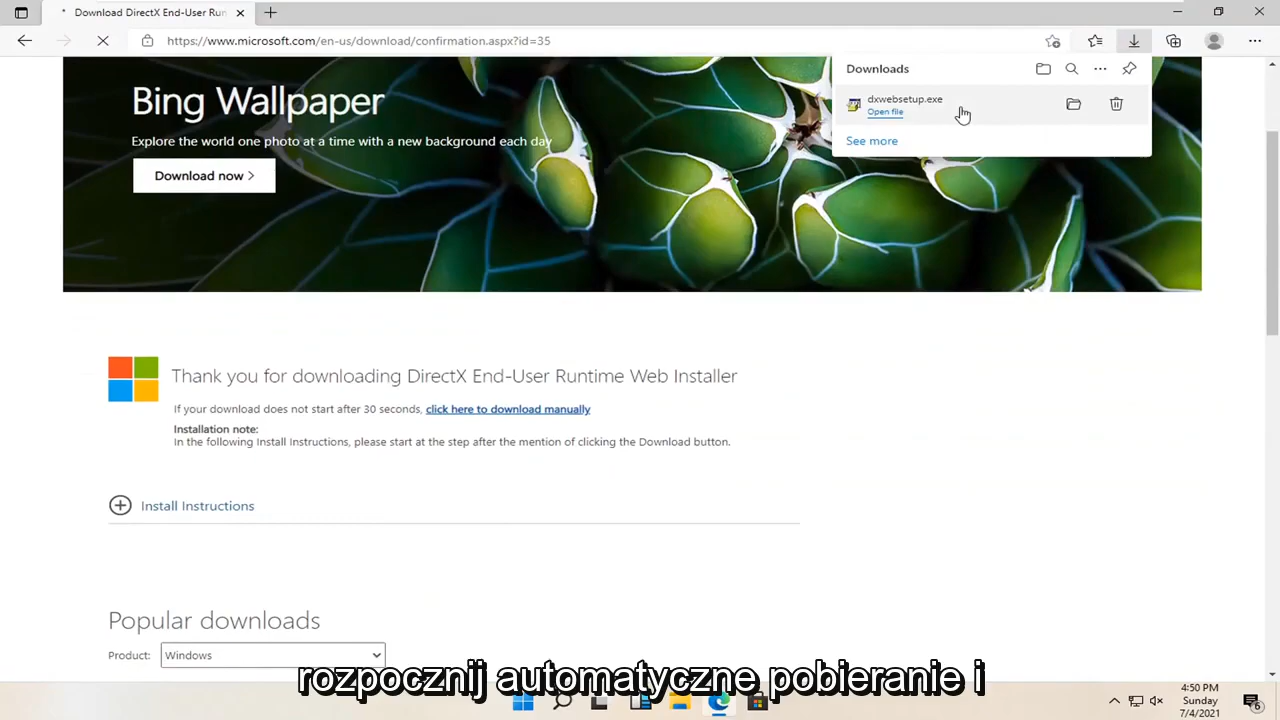 Download DirectX End-User Run
https://www.microsoft.com/en-us/download/confirmation.aspx?id=35
Downloads
dxwebsetup.exe
Open file
See more
Bing Wallpaper
Explore the world one photo at a time with a new background each day
Download now >
Thank you for downloading DirectX End-User Runtime Web Installer
If your download does not start after 30 seconds, click here to download manually
Installation note:
In the following Install Instructions, please start at the step after the mention of clicking the Download button.
Install Instructions
Popular downloads
Product: Windows
rozpocznij automatyczne pobieranie i
4:50 PM
Sunday
7/4/2021
6